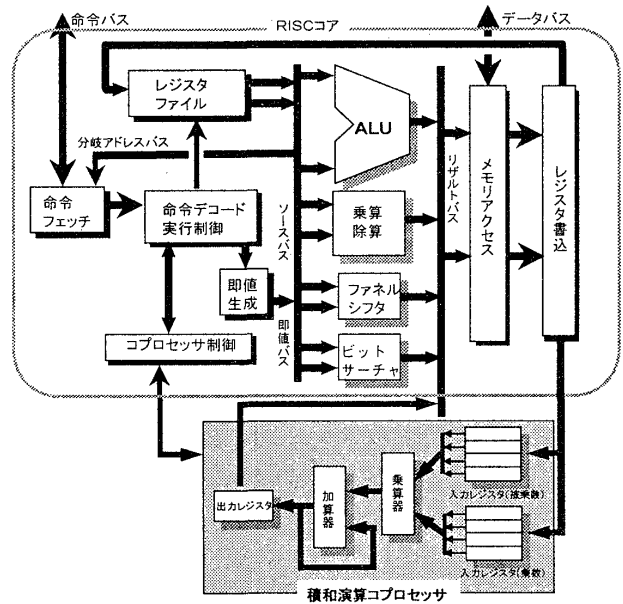 命令バス
RISCコア
データバス
レジスタ
ファイル
分岐アドレスバス
ALU
命令
フェッチ
命令デコード
実行制御
ソースバス
乗算
除算
リザルトバス
メモリアクセス
レジスタ書込
即値
生成
即値バス
ファネル
シフタ
コプロセッサ制御
ビット
サーチャ
出力レジスタ
加算器
乗算器
入力レジスタ(被乗数)
入力レジスタ(乗数)
積和演算コプロセッサ